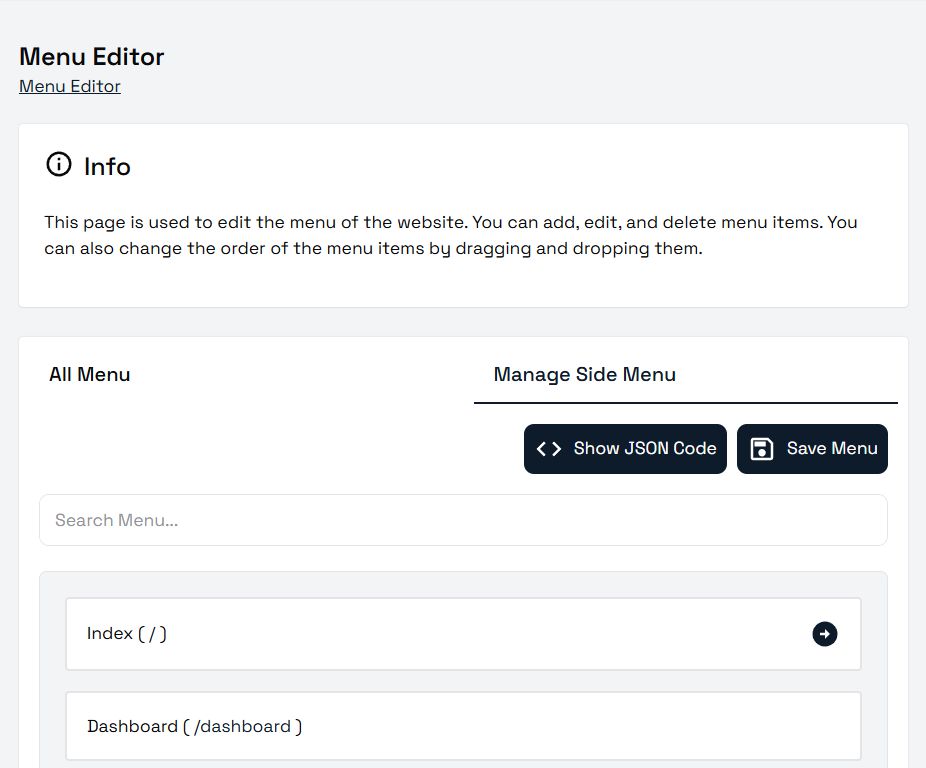 Menu Editor
Menu Editor
Info
This page is used to edit the menu of the website. You can add, edit, and delete menu items. You
can also change the order of the menu items by dragging and dropping them.
All Menu
Manage Side Menu
Show JSON Code
Save Menu
Search Menu...
Index ( / )
Dashboard ( /dashboard )